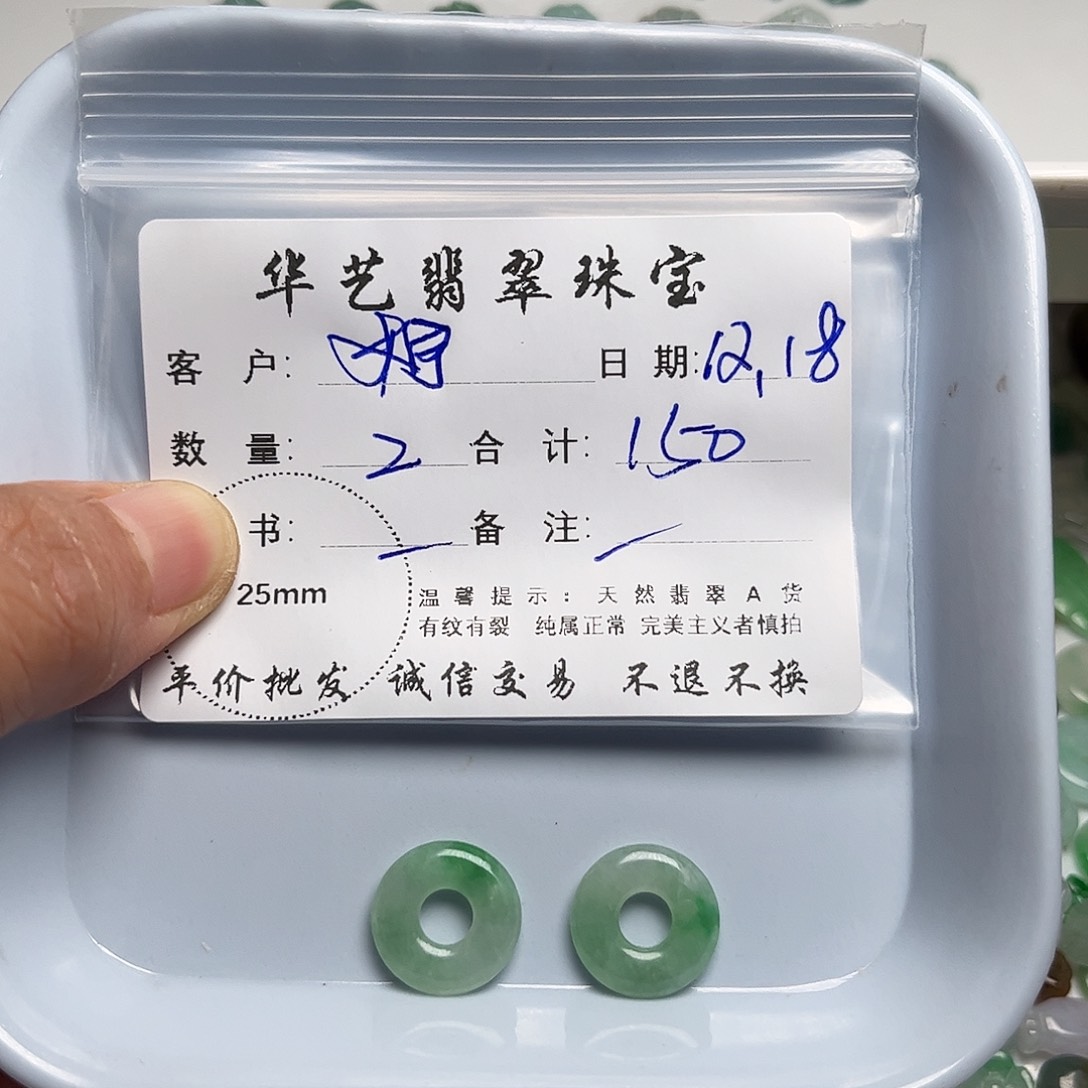 华艺翡翠珠宝
客户： 日期：12,18
数量：2 合计：150
书： 备注：
25mm
温馨提示：天然翡翠A货
有纹有裂 纯属正常 完美主义者慎拍
平价批发 诚信交易 不退不换